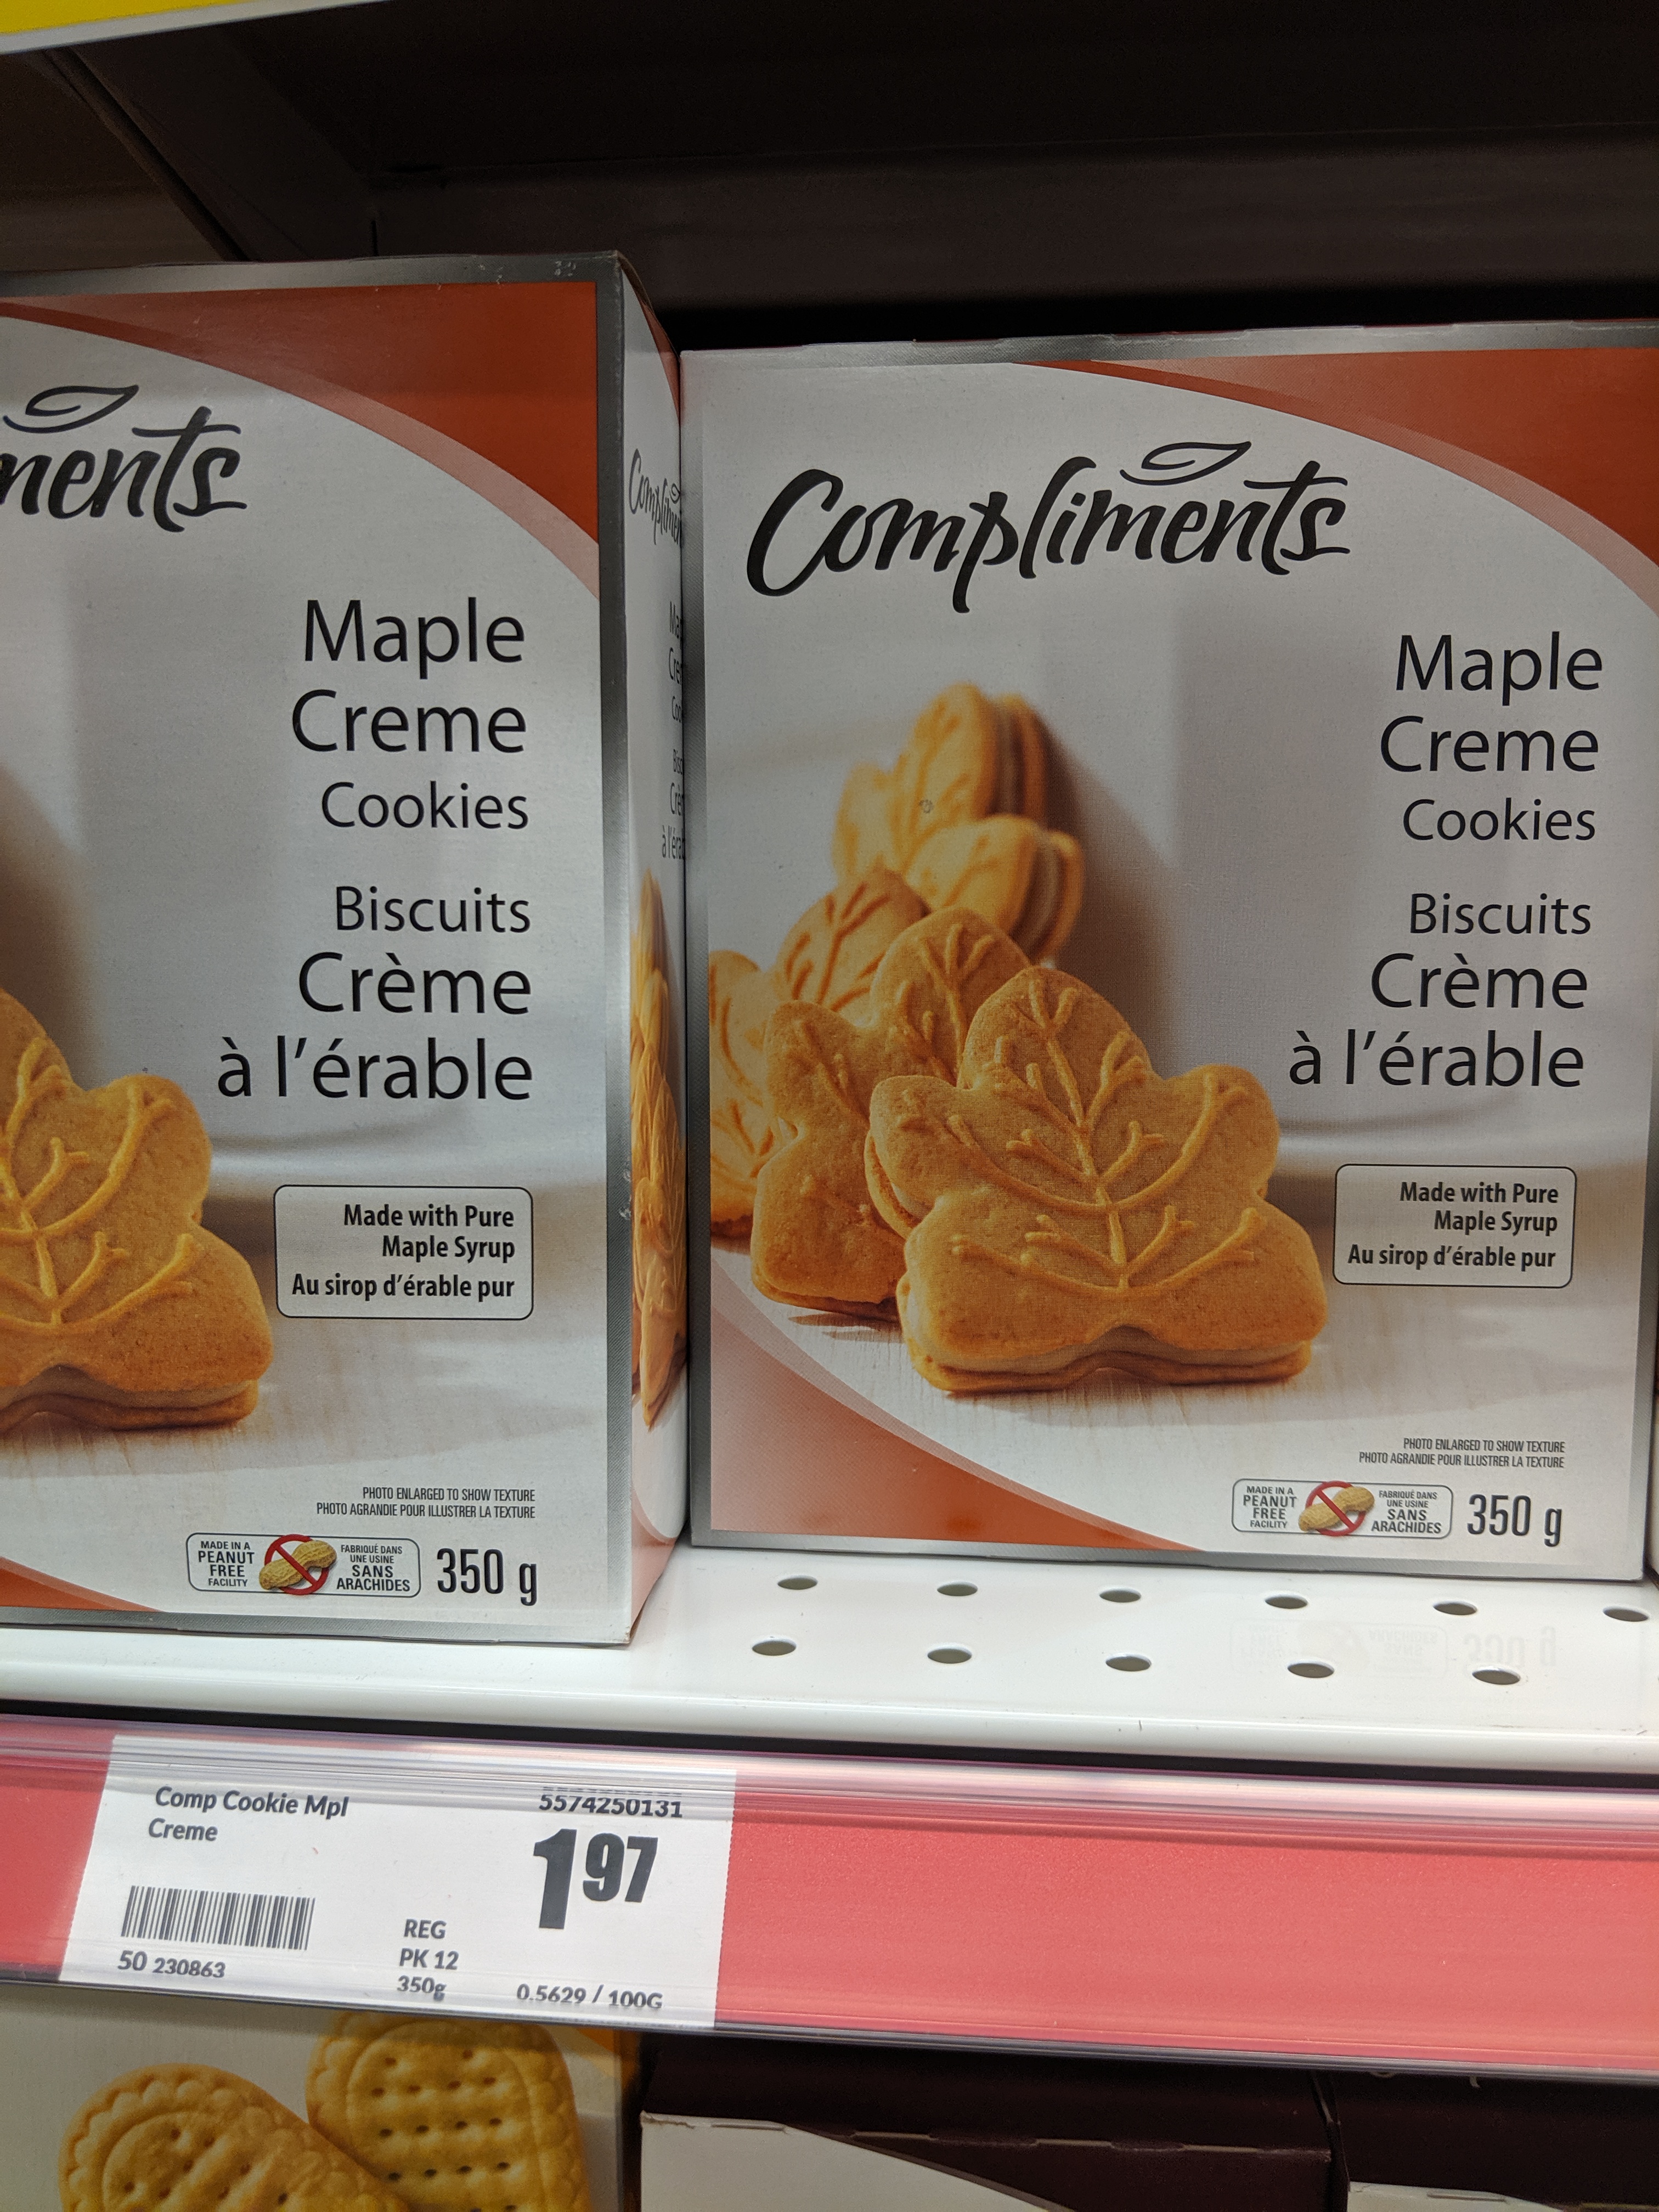 ments
Maple
Creme
Cookies
Biscuits
Crème
à l'érable
Made with Pure
Maple Syrup
Au sirop d'érable pur
PHOTO ENLARGED TO SHOW TEXTURE
PHOTO AGRANDIE POUR ILLUSTRER LA TEXTURE
MADE IN A
PEANUT
FREE
FACILITY
FABRIQUÉ DANS
UNE USINE
SANS
ARACHIDES
350 g
Complimen
Compliments
Maple
Creme
Cookies
Biscuits
Crème
à l'érable
Made with Pure
Maple Syrup
Au sirop d'érable pur
PHOTO ENLARGED TO SHOW TEXTURE
PHOTO AGRANDIE POUR ILLUSTRER LA TEXTURE
MADE IN A
PEANUT
FREE
FACILITY
FABRIQUÉ DANS
UNE USINE
SANS
ARACHIDES
350 g
Comp Cookie Mpl
Creme
5574250131
1 97
REG
PK 12
350g
50 230863
0.5629 / 100G